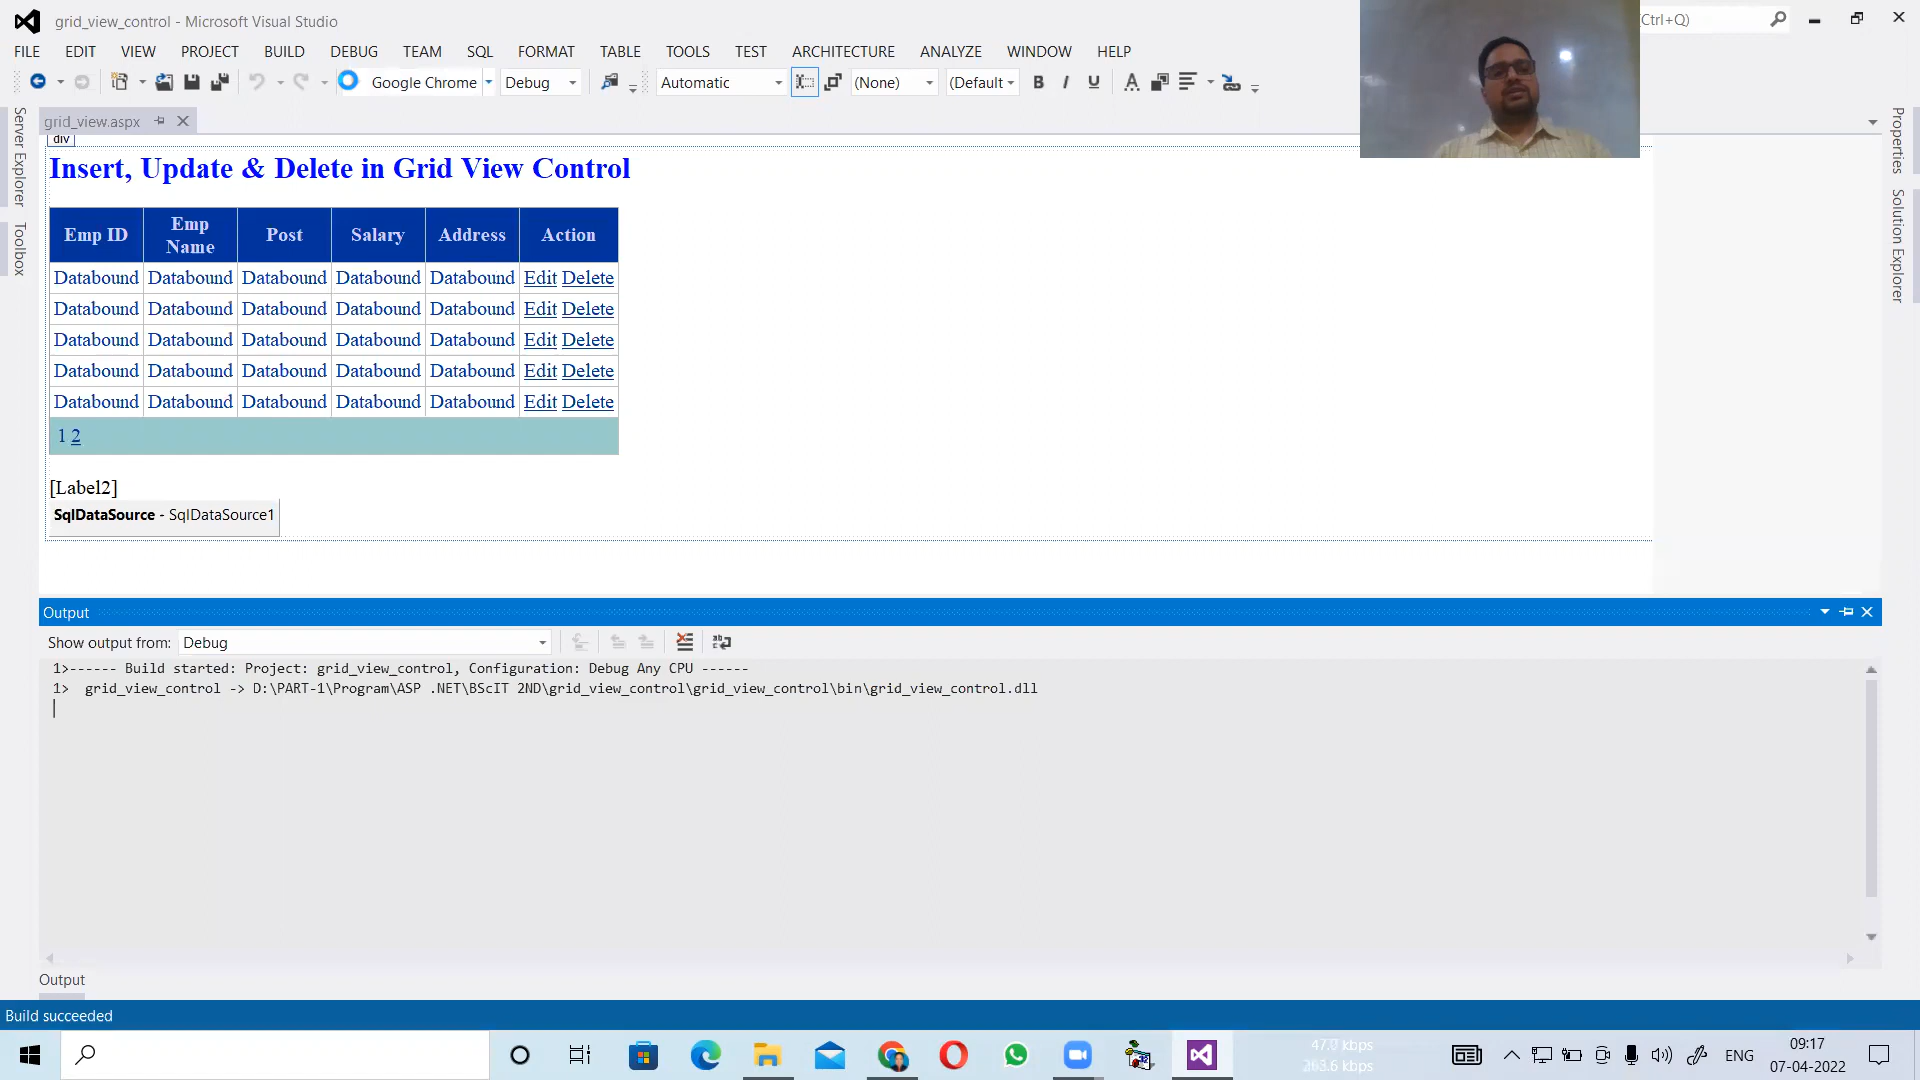 grid_view_control - Microsoft Visual Studio
Ctrl+Q)
FILE EDIT VIEW PROJECT BUILD DEBUG TEAM SQL FORMAT TABLE TOOLS TEST ARCHITECTURE ANALYZE WINDOW HELP
Google Chrome Debug Automatic (None) (Default B I U A
Server Explorer
Toolbox
Properties
Solution Explorer
grid_view.aspx
div
Insert, Update & Delete in Grid View Control
Emp ID Emp Name Post Salary Address Action
Databound Databound Databound Databound Databound Edit Delete
Databound Databound Databound Databound Databound Edit Delete
Databound Databound Databound Databound Databound Edit Delete
Databound Databound Databound Databound Databound Edit Delete
Databound Databound Databound Databound Databound Edit Delete
1 2
[Label2]
SqlDataSource - SqlDataSource1
Output
Show output from: Debug
1>------ Build started: Project: grid_view_control, Configuration: Debug Any CPU ------
1> grid_view_control -> D:\PART-1\Program\ASP .NET\BScIT 2ND\grid_view_control\grid_view_control\bin\grid_view_control.dll
Output
Build succeeded
ENG
09:17
07-04-2022